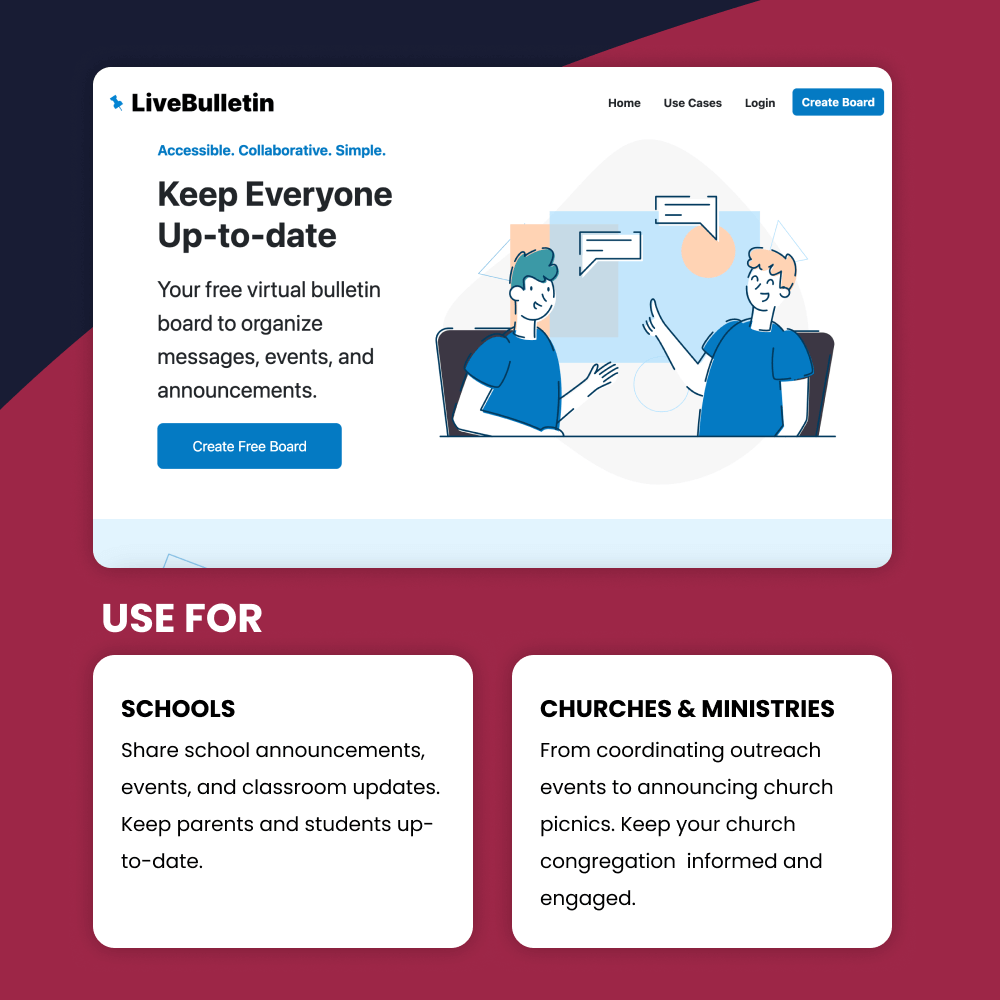 LiveBulletin
Home
Use Cases
Login
Create Board
Accessible. Collaborative. Simple.
Keep Everyone
Up-to-date
Your free virtual bulletin
board to organize
messages, events, and
announcements.
Create Free Board
USE FOR
SCHOOLS
Share school announcements,
events, and classroom updates.
Keep parents and students up-
to-date.
CHURCHES & MINISTRIES
From coordinating outreach
events to announcing church
picnics. Keep your church
congregation  informed and
engaged.